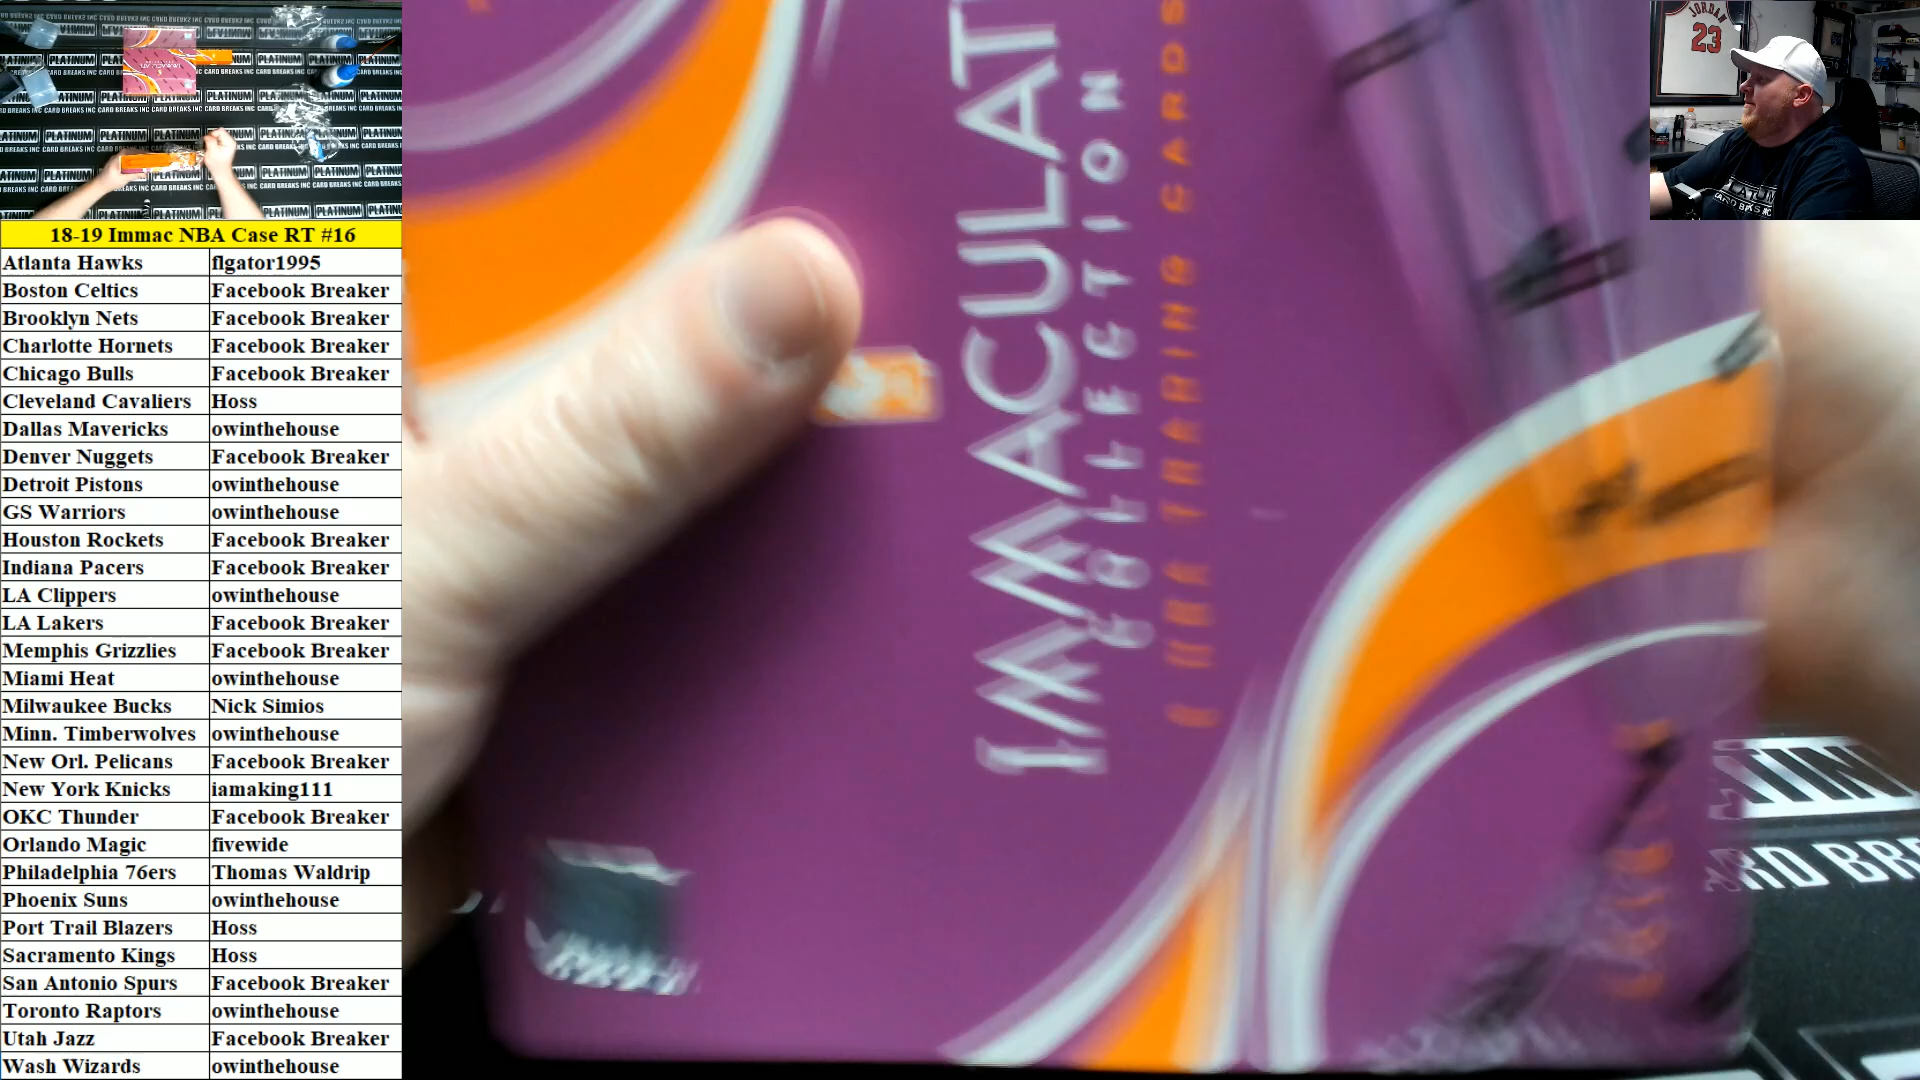 18-19 Immac NBA Case RT #16
Atlanta Hawks flgator1995
Boston Celtics Facebook Breaker
Brooklyn Nets Facebook Breaker
Charlotte Hornets Facebook Breaker
Chicago Bulls Facebook Breaker
Cleveland Cavaliers Hoss
Dallas Mavericks owinthehouse
Denver Nuggets Facebook Breaker
Detroit Pistons owinthehouse
GS Warriors owinthehouse
Houston Rockets Facebook Breaker
Indiana Pacers Facebook Breaker
LA Clippers owinthehouse
LA Lakers Facebook Breaker
Memphis Grizzlies Facebook Breaker
Miami Heat owinthehouse
Milwaukee Bucks Nick Simios
Minn. Timberwolves owinthehouse
New Orl. Pelicans Facebook Breaker
New York Knicks iamaking111
OKC Thunder Facebook Breaker
Orlando Magic fivewide
Philadelphia 76ers Thomas Waldrip
Phoenix Suns owinthehouse
Port Trail Blazers Hoss
Sacramento Kings Hoss
San Antonio Spurs Facebook Breaker
Toronto Raptors owinthehouse
Utah Jazz Facebook Breaker
Wash Wizards owinthehouse
IMMACULAT
COLLECTION
TRADING CARDS
JORDAN
23
PLATINUM
CARD BREAKS INC